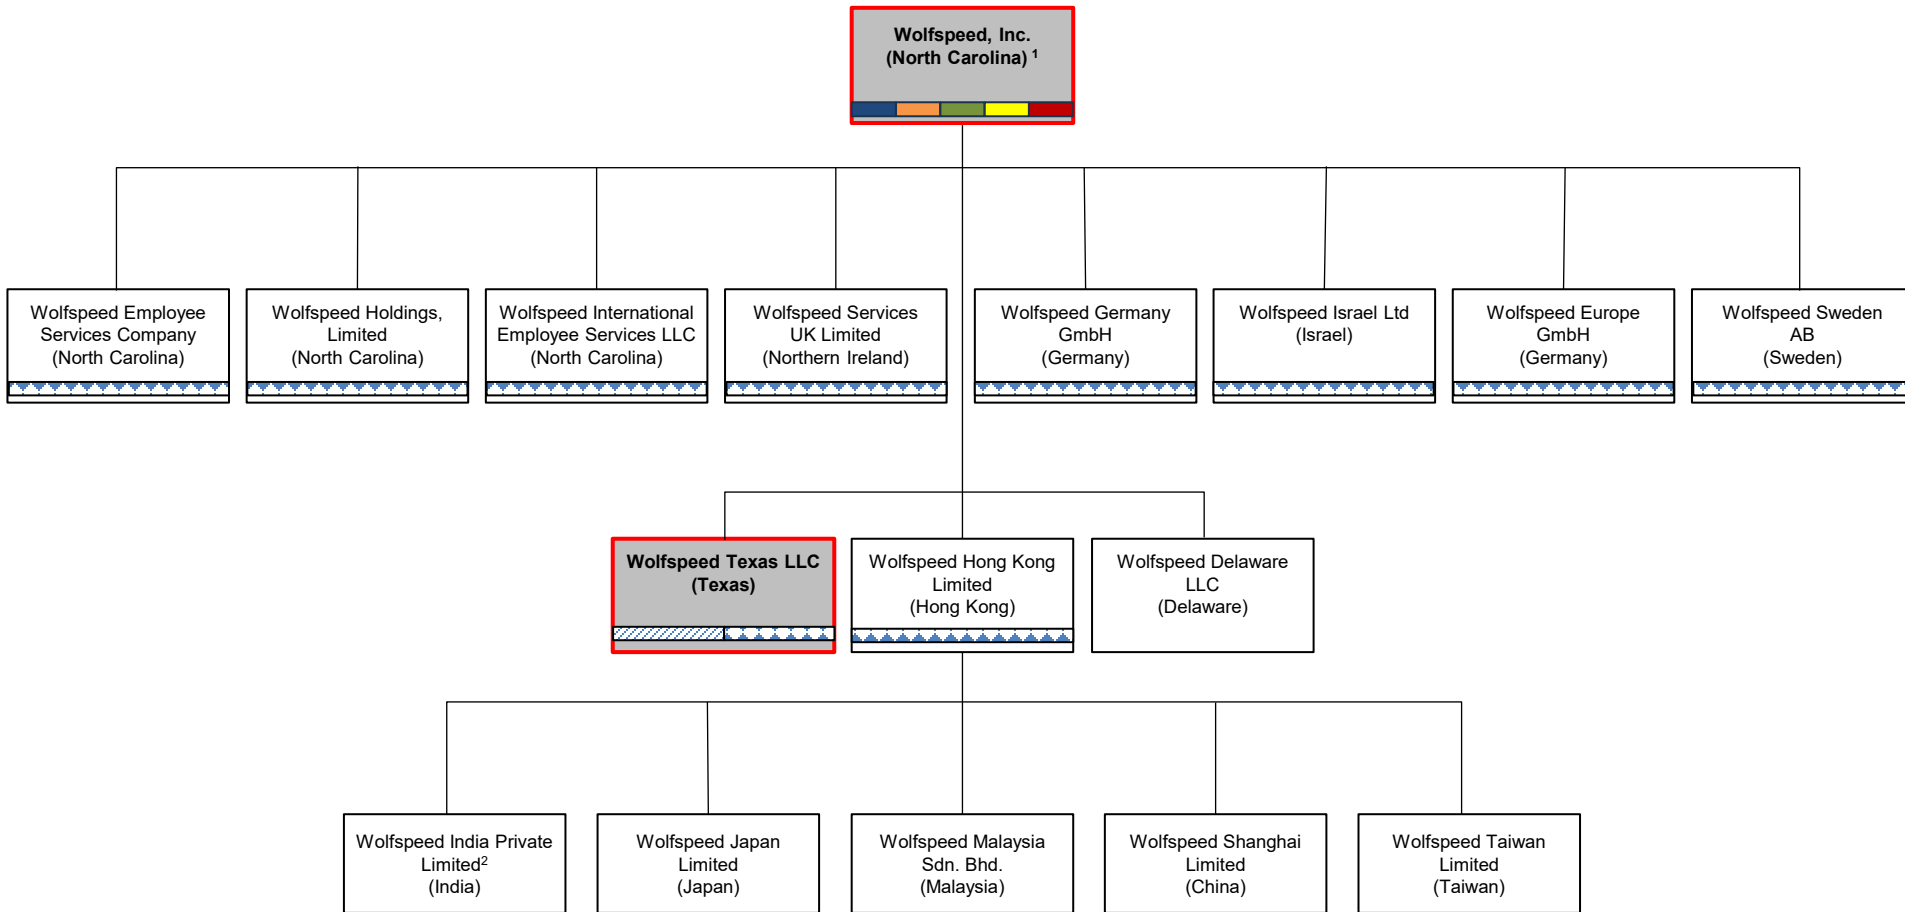 Wolfspeed, Inc.
(North Carolina) ¹
Wolfspeed Employee
Services Company
(North Carolina)
Wolfspeed Holdings,
Limited
(North Carolina)
Wolfspeed International
Employee Services LLC
(North Carolina)
Wolfspeed Services
UK Limited
(Northern Ireland)
Wolfspeed Germany
GmbH
(Germany)
Wolfspeed Israel Ltd
(Israel)
Wolfspeed Europe
GmbH
(Germany)
Wolfspeed Sweden
AB
(Sweden)
Wolfspeed Texas LLC
(Texas)
Wolfspeed Hong Kong
Limited
(Hong Kong)
Wolfspeed Delaware
LLC
(Delaware)
Wolfspeed India Private
Limited²
(India)
Wolfspeed Japan
Limited
(Japan)
Wolfspeed Malaysia
Sdn. Bhd.
(Malaysia)
Wolfspeed Shanghai
Limited
(China)
Wolfspeed Taiwan
Limited
(Taiwan)